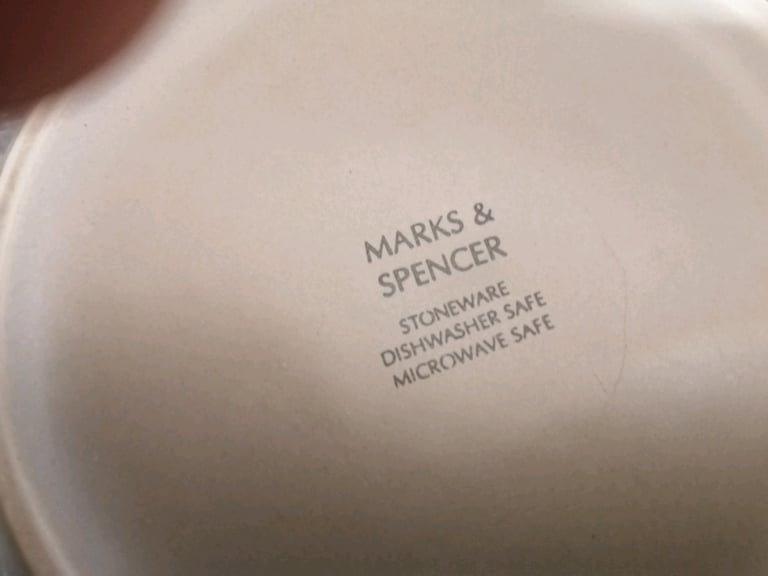 MARKS &
SPENCER
STONEWARE
DISHWASHER SAFE
MICROWAVE SAFE